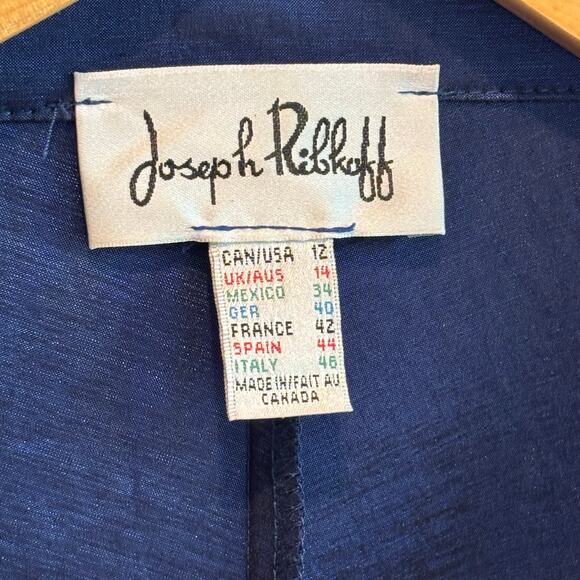 Joseph Ribkoff
CAN/USA 12
UK/AUS 14
MEXICO 34
GER 40
FRANCE 42
SPAIN 44
ITALY 46
MADE IN/FAIT AU
CANADA